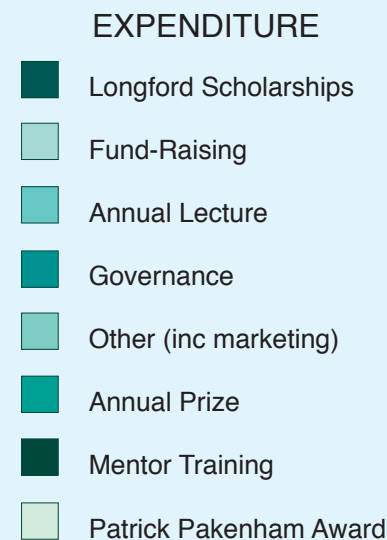 EXPENDITURE
Longford Scholarships
Fund-Raising
Annual Lecture
Governance
Other (inc marketing)
Annual Prize
Mentor Training
Patrick Pakenham Award